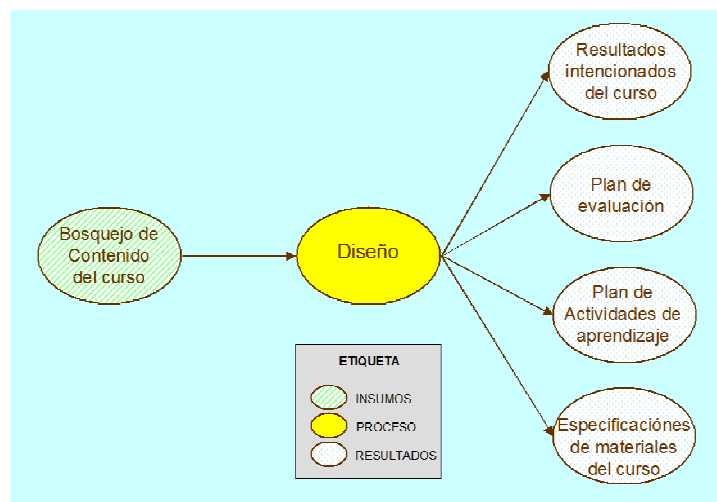 Resultados
intencionados
del curso
Plan de
evaluación
Bosquejo de
Contenido
del curso
Diseño
Plan de
Actividades de
aprendizaje
ETIQUETA
INSUMOS
PROCESO
RESULTADOS
Especificaciónes
de materiales
del curso